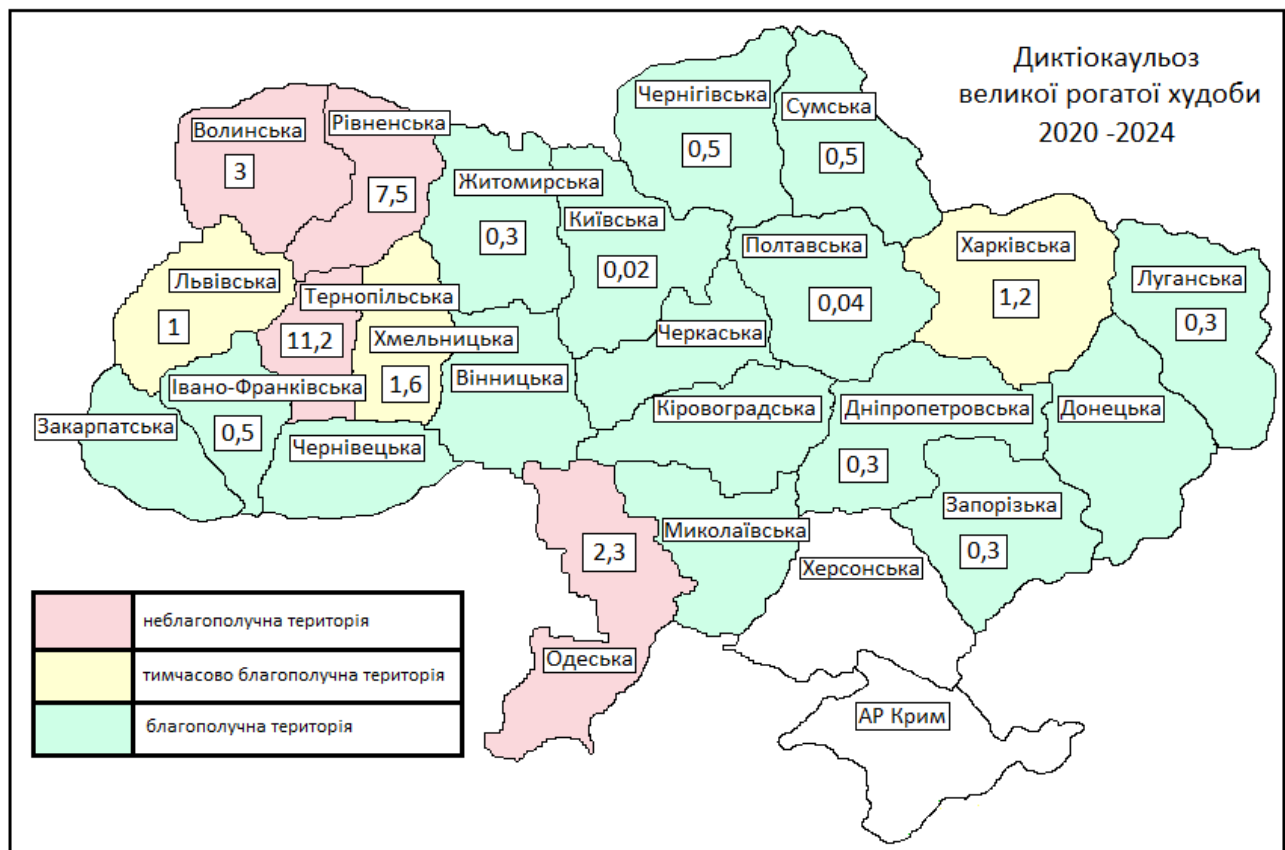 Диктіокаульоз
великої рогатої худоби
2020 -2024
Чернігівська
0,5
Сумська
0,5
Волинська
3
Рівненська
7,5
Житомирська
0,3
Київська
0,02
Полтавська
0,04
Харківська
1,2
Луганська
0,3
Львівська
1
Тернопільська
11,2
Хмельницька
1,6
Черкаська
Вінницька
Івано-Франківська
0,5
Закарпатська
Чернівецька
Кіровоградська
Дніпропетровська
0,3
Донецька
Запорізька
0,3
Миколаївська
Херсонська
2,3
Одеська
АР Крим
неблагополучна територія
тимчасово благополучна територія
благополучна територія